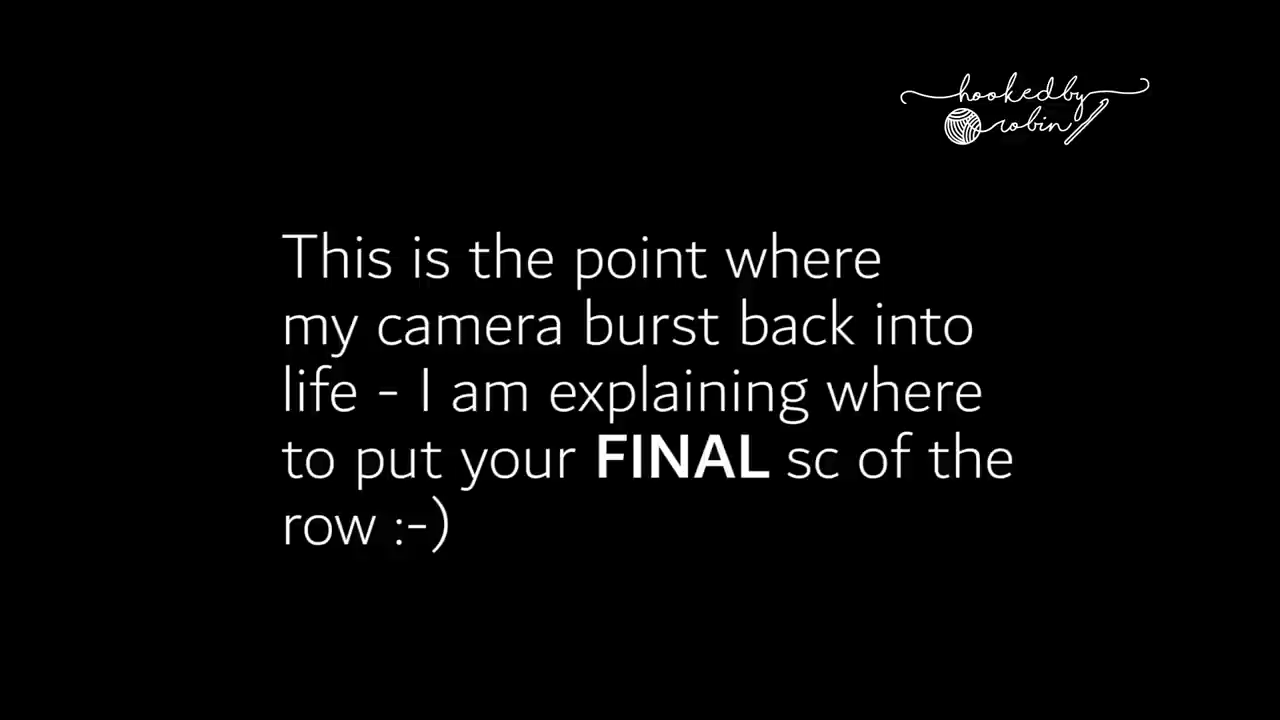 hookedby
robin
This is the point where
my camera burst back into
life - I am explaining where
to put your FINAL sc of the
row :-)